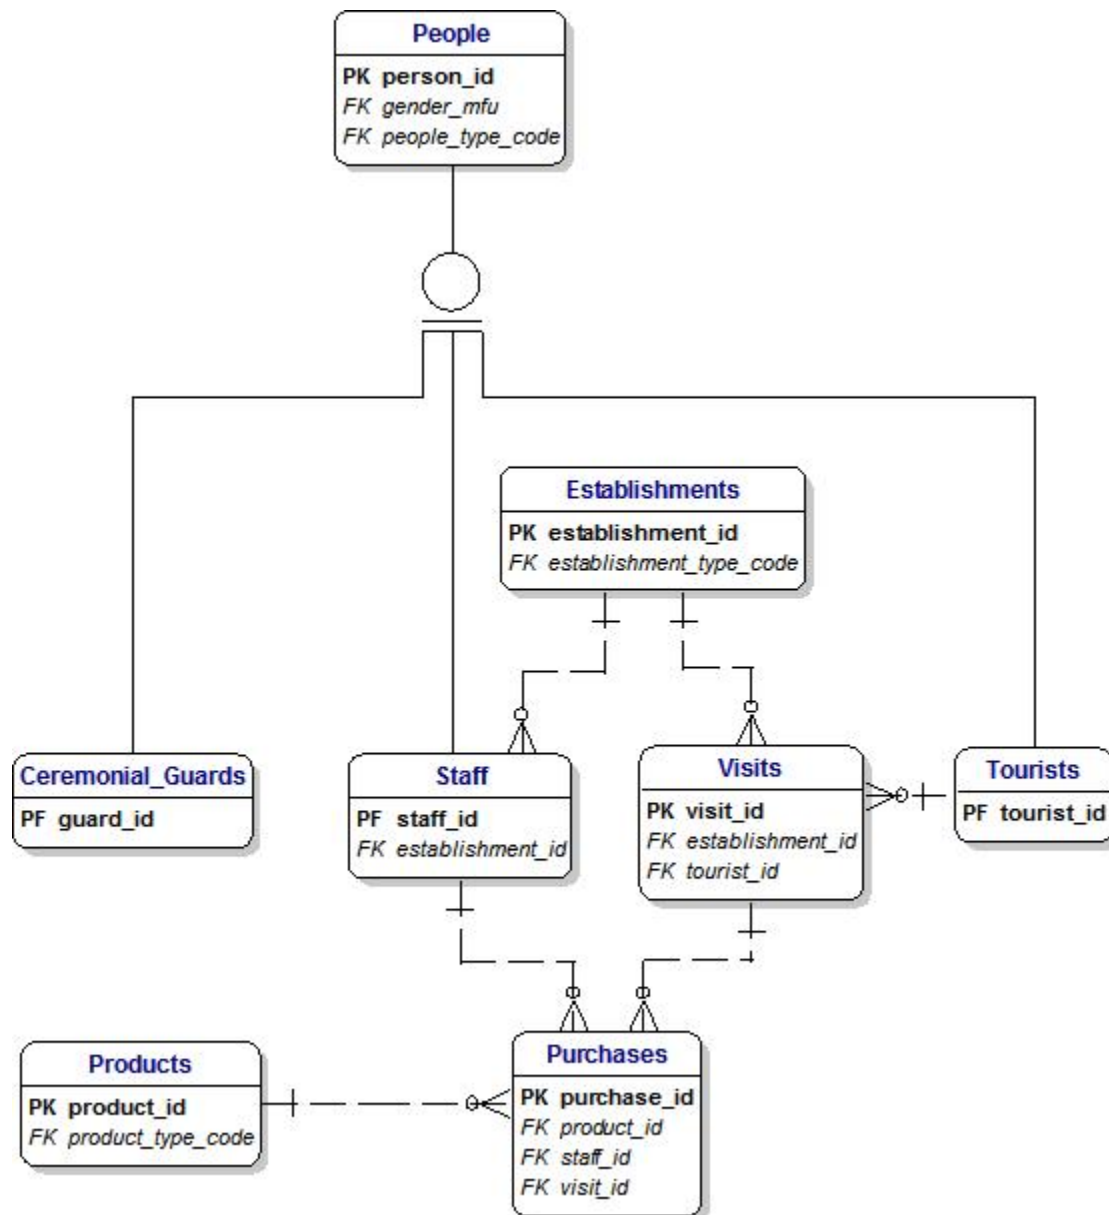 People
PK person_id
FK gender_mfu
FK people_type_code
Establishments
PK establishment_id
FK establishment_type_code
Ceremonial_Guards
PF guard_id
Staff
PF staff_id
FK establishment_id
Visits
PK visit_id
FK establishment_id
FK tourist_id
Tourists
PF tourist_id
Products
PK product_id
FK product_type_code
Purchases
PK purchase_id
FK product_id
FK staff_id
FK visit_id